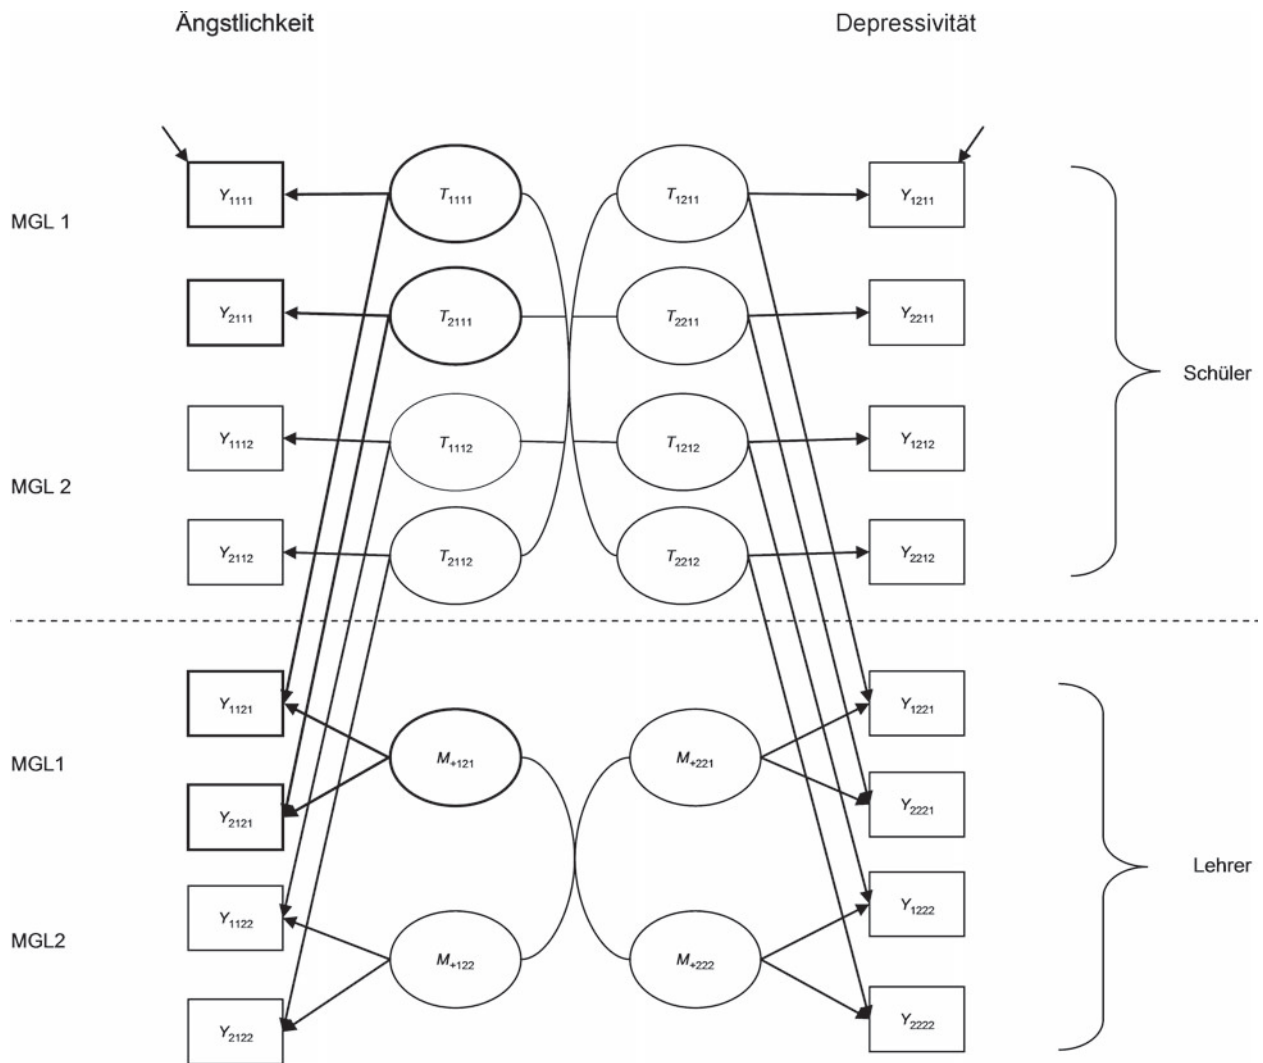 Ängstlichkeit Depressivität
Y1111 T1111 T1211 Y1211
MGL 1
Y2111 T2111 T2211 Y2211
Schüler
Y1112 T1112 T1212 Y1212
MGL 2
Y2112 T2112 T2212 Y2212
Y1121 Y1221
MGL1 M+121 M+221
Y2121 Y2221
Lehrer
Y1122 Y1222
MGL2 M+122 M+222
Y2122 Y2222